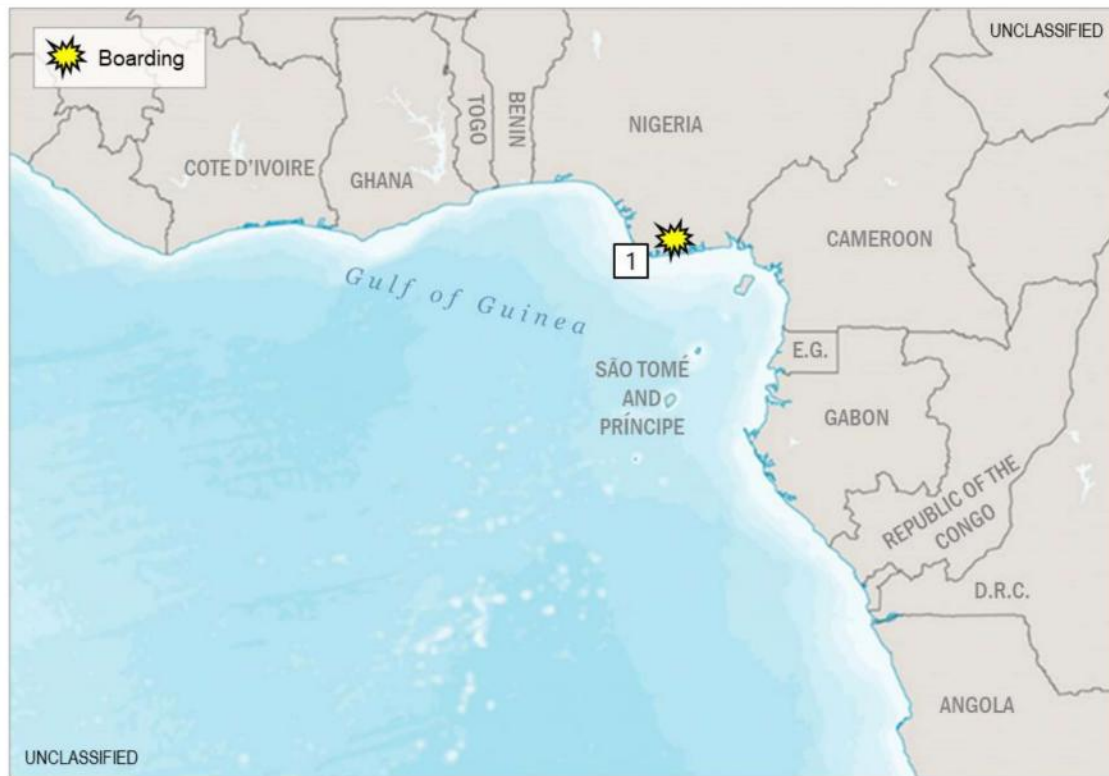 UNCLASSIFIED
Boarding
TOGO
BENIN
NIGERIA
COTE D'IVOIRE
GHANA
CAMEROON
1
Gulf of Guinea
E.G.
SÃO TOMÉ
AND
PRÍNCIPE
GABON
REPUBLIC OF THE
CONGO
D.R.C.
ANGOLA
UNCLASSIFIED